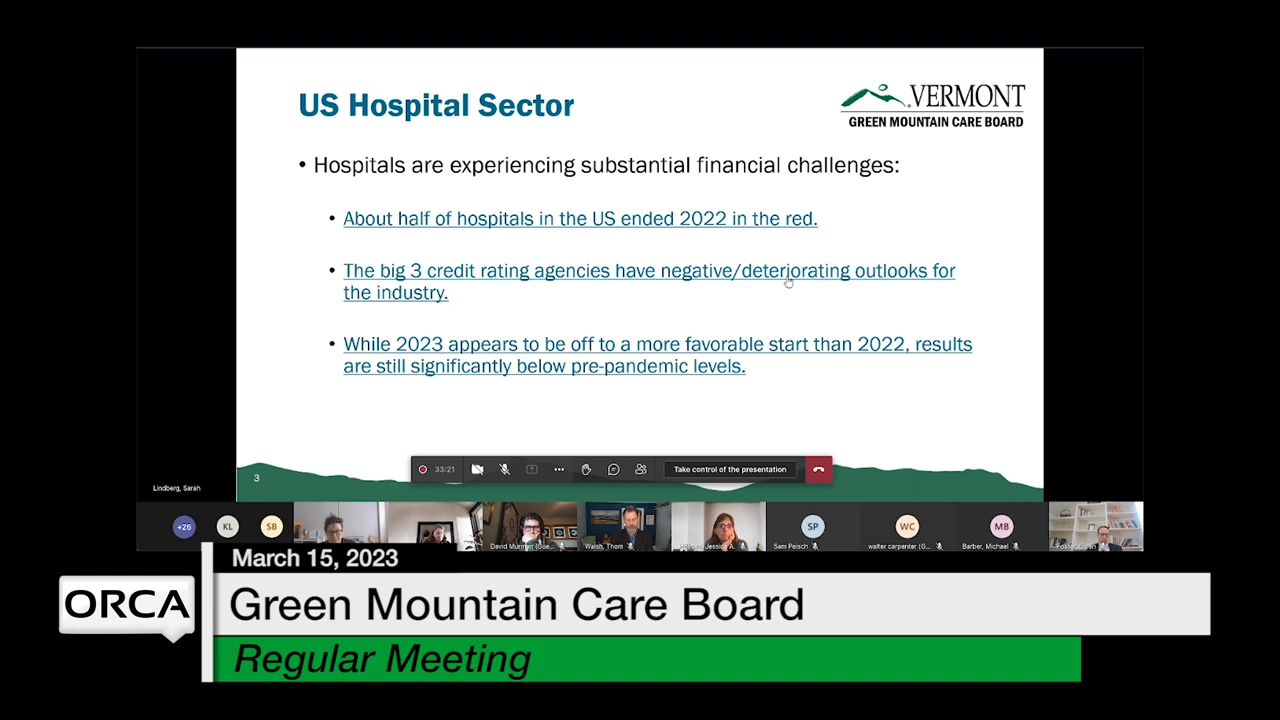 US Hospital Sector
VERMONT
GREEN MOUNTAIN CARE BOARD
• Hospitals are experiencing substantial financial challenges:
• About half of hospitals in the US ended 2022 in the red.
• The big 3 credit rating agencies have negative/deteriorating outlooks for
the industry.
• While 2023 appears to be off to a more favorable start than 2022, results
are still significantly below pre-pandemic levels.
33:21
Take control of the presentation
3
Lindberg, Sarah
+26
KL
SB
SP
WC
MB
David Murman
Walsh, Thom
Jessica A.
Sam Peisch
walter carpenter (G...
Barber, Michael
March 15, 2023
ORCA
Green Mountain Care Board
Regular Meeting